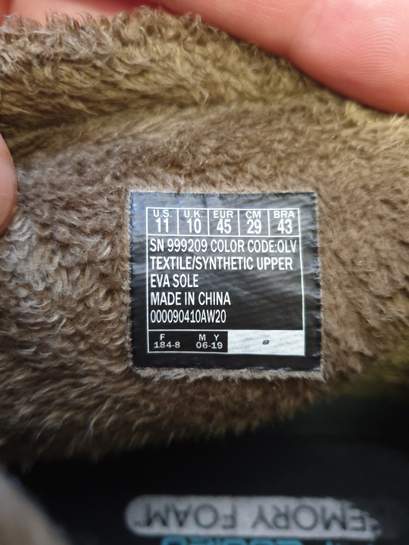 U.S. U.K. EUR CM BRA
11 10 45 29 43
SN 999209 COLOR CODE:OLV
TEXTILE/SYNTHETIC UPPER
EVA SOLE
MADE IN CHINA
000090410AW20
F M Y
184-8 06-19
MEMORY FOAM